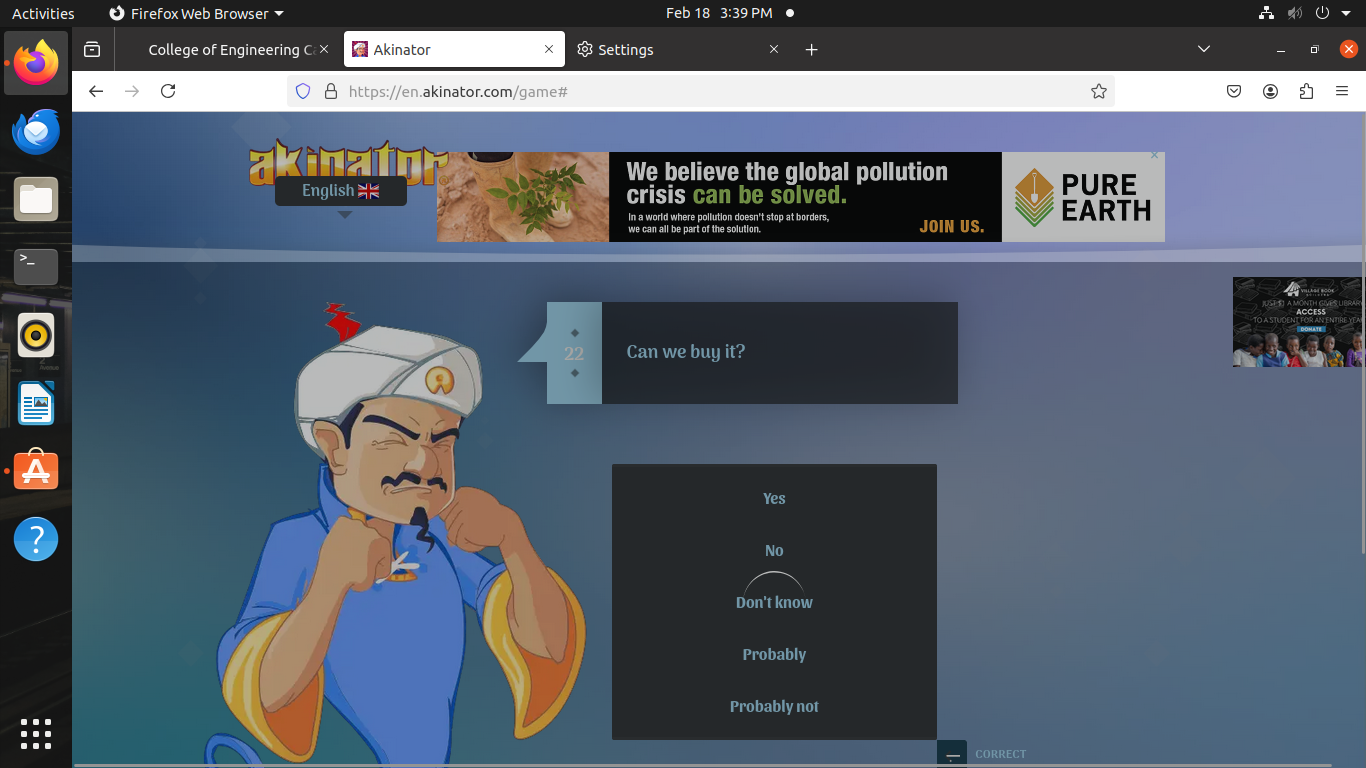 Activities
Firefox Web Browser
Feb 18 3:39 PM
College of Engineering Ca
Akinator
Settings
https://en.akinator.com/game#
akinator
English
We believe the global pollution
crisis can be solved.
In a world where pollution doesn't stop at borders,
we can all be part of the solution.
JOIN US.
PURE
EARTH
VILLAGE BOOK
BUILDERS
JUST $1 A MONTH GIVES LIBRARY
ACCESS
TO A STUDENT FOR AN ENTIRE YEAR
DONATE
22
Can we buy it?
Yes
No
Don't know
Probably
Probably not
CORRECT